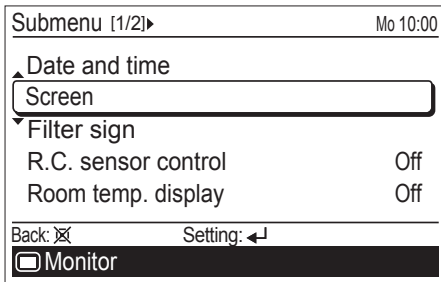 Submenu [1/2] Mo 10:00
Date and time
Screen
Filter sign
R.C. sensor control Off
Room temp. display Off
Back: Setting:
Monitor